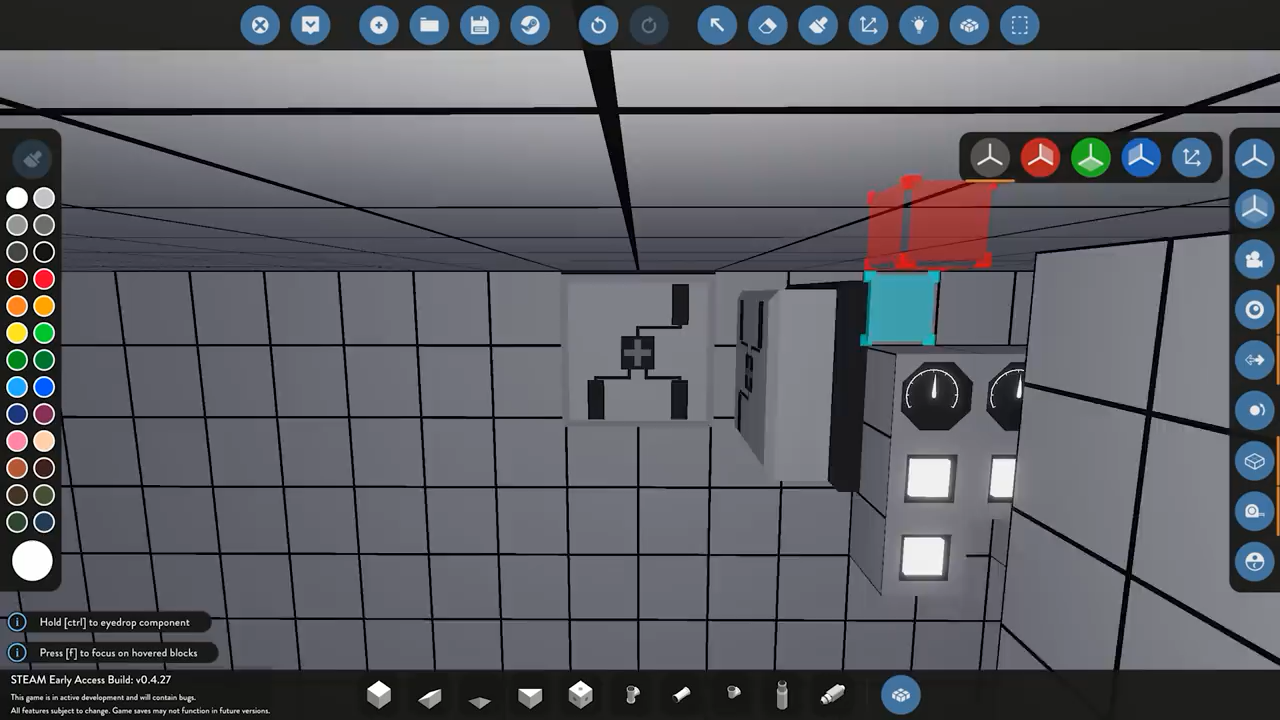 Hold [ctrl] to eyedrop component
Press [f] to focus on hovered blocks
STEAM Early Access Build: v0.4.27
This game is in active development and will contain bugs.
All features subject to change. Game saves may not function in future versions.